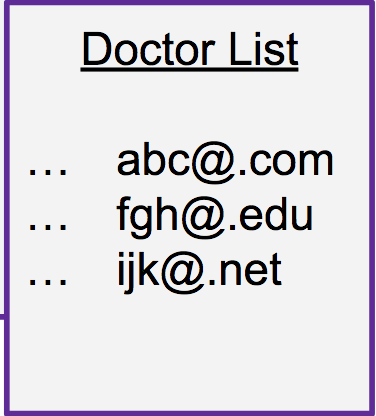 Doctor List
... abc@.com
... fgh@.edu
... ijk@.net